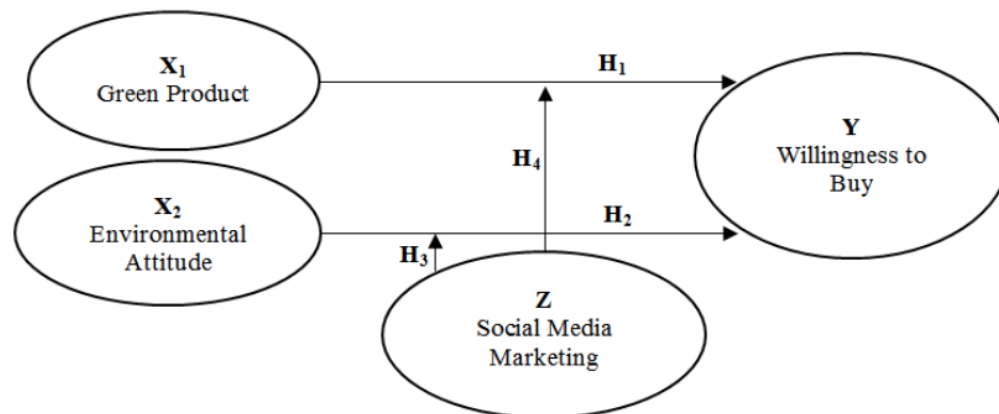 X₁
Green Product
H₁
Y
Willingness to
Buy
H₄
X₂
Environmental
Attitude
H₂
H₃
Z
Social Media
Marketing